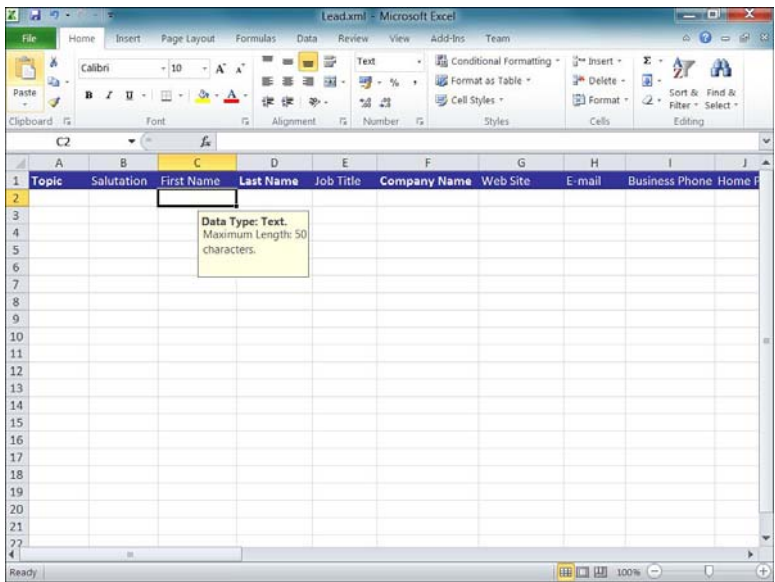 Lead.xml - Microsoft Excel
File Home Insert Page Layout Formulas Data Review View Add-Ins Team
Paste
Calibri 10 A A
B I U A
Text
% ,
Conditional Formatting
Format as Table
Cell Styles
Insert
Delete
Format
Σ
Sort & Filter
Find & Select
Clipboard Font Alignment Number Styles Cells Editing
C2 fx
A B C D E F G H I J
1 Topic Salutation First Name Last Name Job Title Company Name Web Site E-mail Business Phone Home P
2
3
4
5
6
7
8
9
10
11
12
13
14
15
16
17
18
19
20
21
22
Data Type: Text.
Maximum Length: 50
characters.
Ready 100%